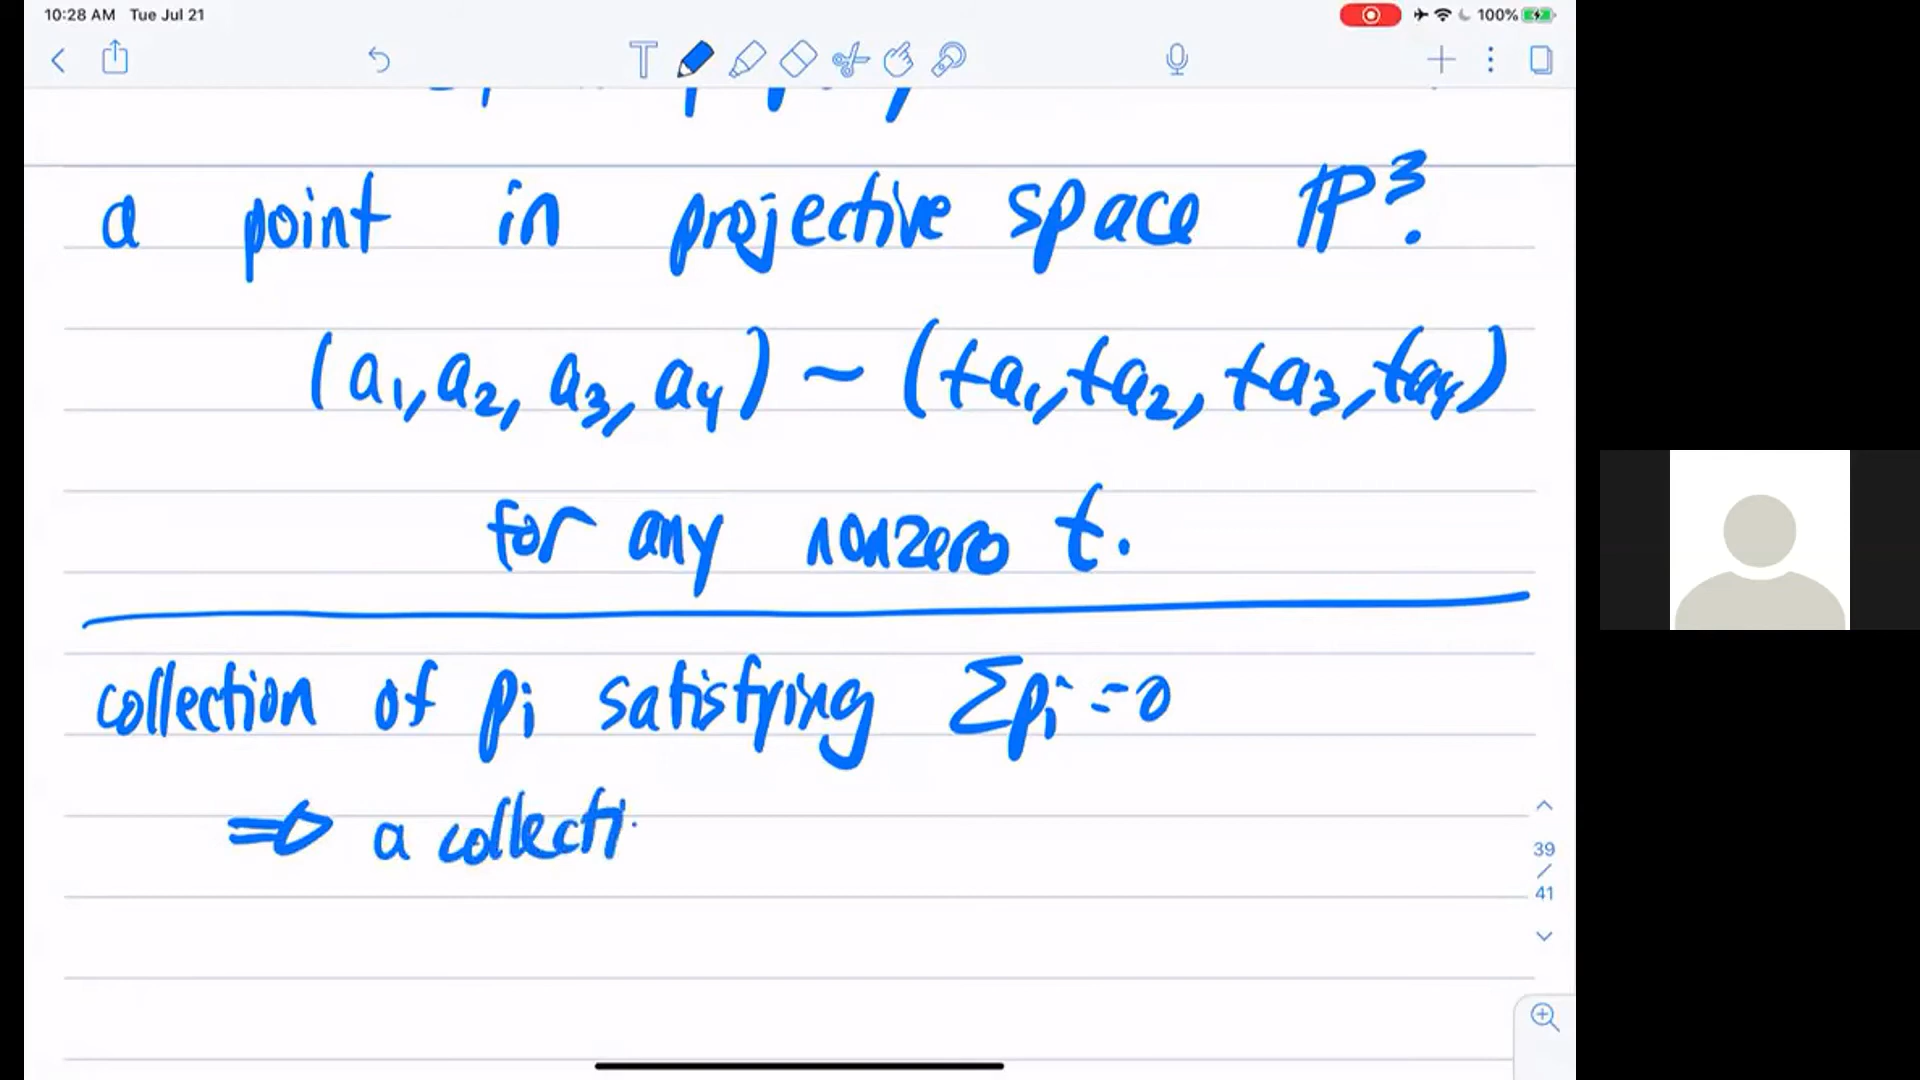 10:28 AM Tue Jul 21
100%
T
a point in projective space ℙ³.
(a₁, a₂, a₃, a₄) ~ (ta₁, ta₂, ta₃, ta₄)
for any nonzero t.
collection of pᵢ satisfying Σpᵢ = 0
⇒ a collecti
39
/
41